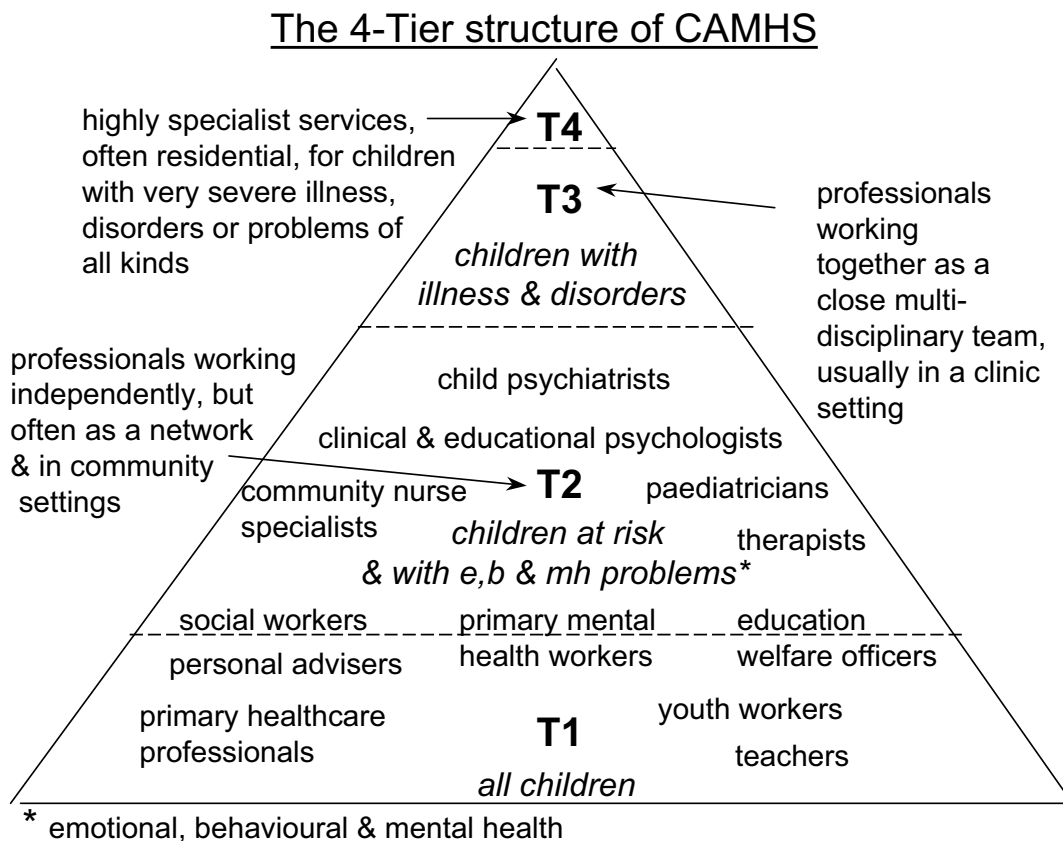 The 4-Tier structure of CAMHS
highly specialist services,
often residential, for children
with very severe illness,
disorders or problems of
all kinds
T4
T3
children with
illness & disorders
professionals
working
together as a
close multi-
disciplinary team,
usually in a clinic
setting
professionals working
independently, but
often as a network
& in community
settings
child psychiatrists
clinical & educational psychologists
community nurse
specialists
T2
paediatricians
children at risk
& with e,b & mh problems*
therapists
social workers
primary mental
health workers
education
welfare officers
personal advisers
primary healthcare
professionals
T1
all children
youth workers
teachers
* emotional, behavioural & mental health